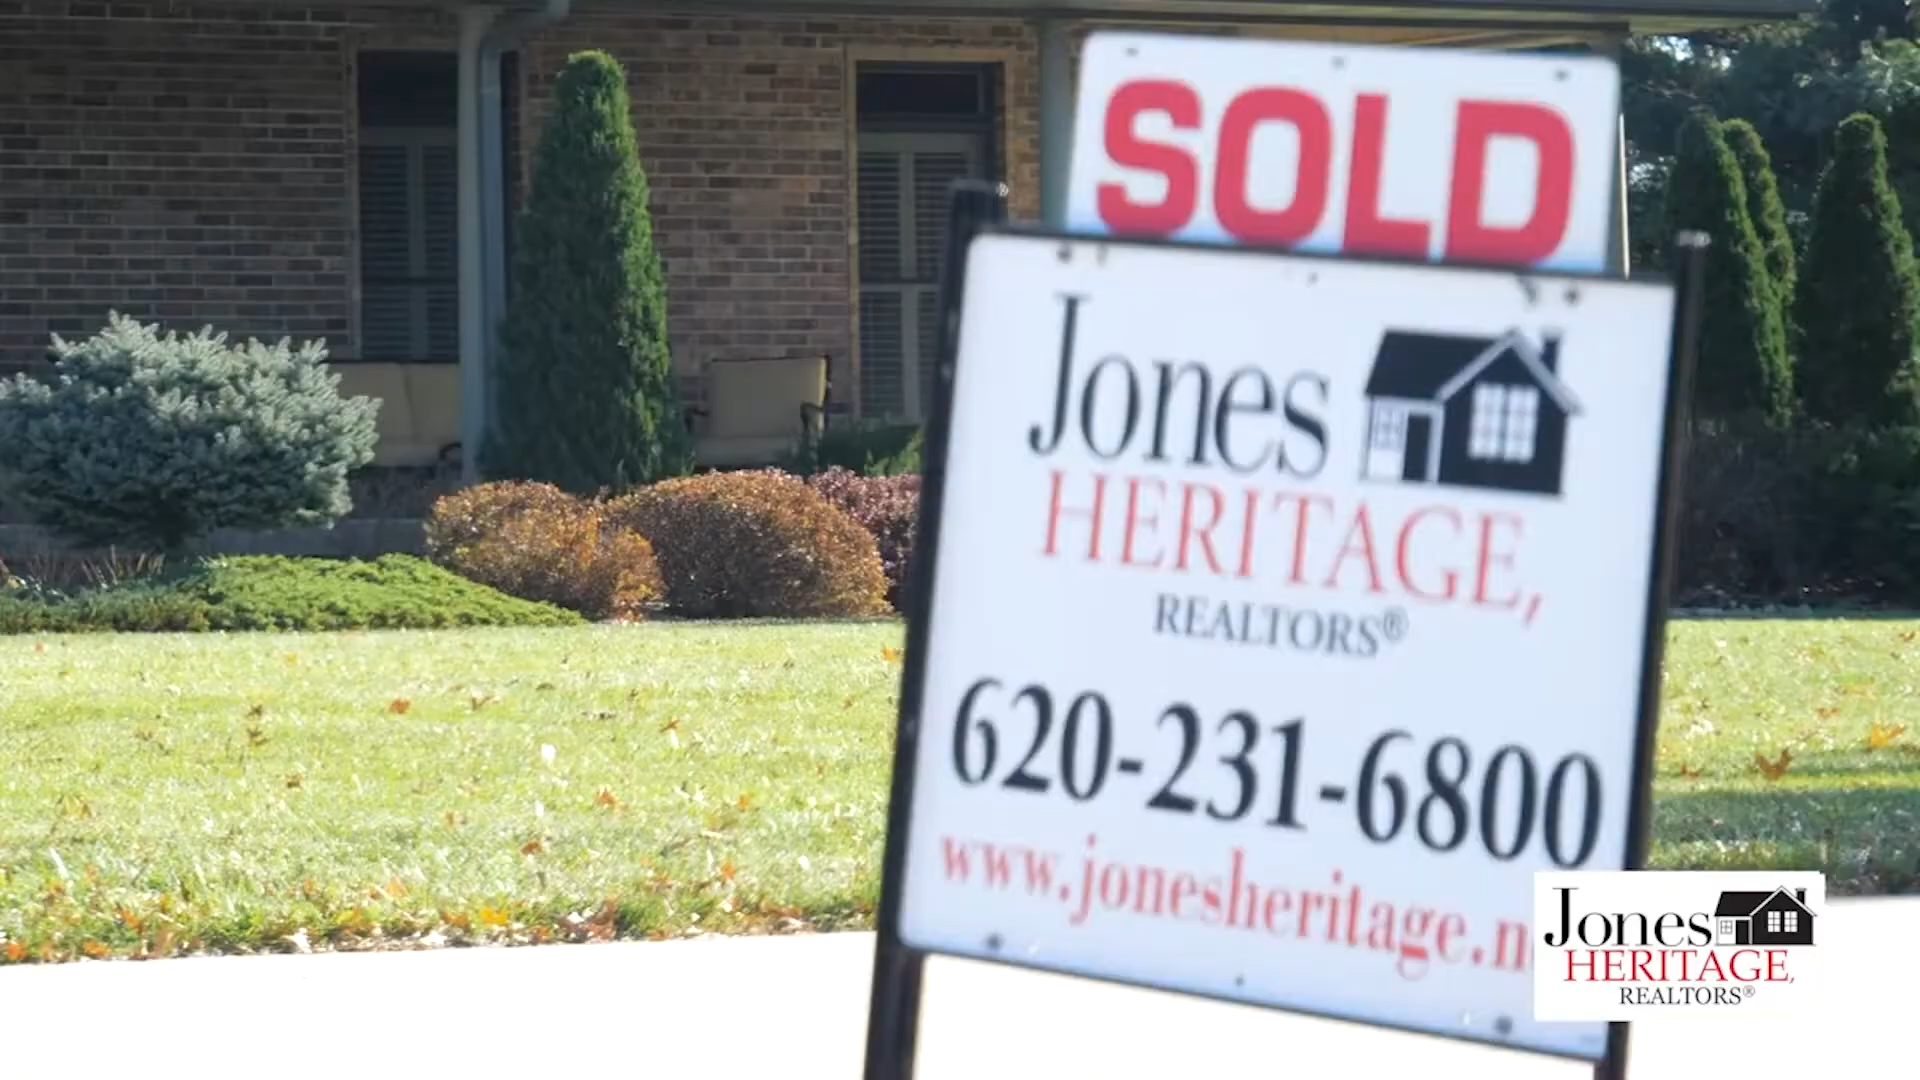 SOLD
Jones
HERITAGE,
REALTORS®
620-231-6800
www.jonesheritage.n
Jones
HERITAGE,
REALTORS®